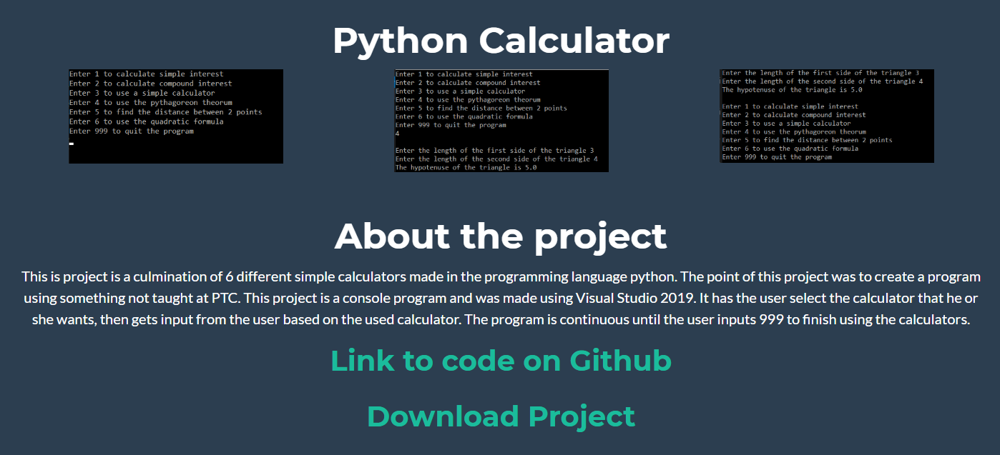 Python Calculator
Enter 1 to calculate simple interest
Enter 2 to calculate compound interest
Enter 3 to use a simple calculator
Enter 4 to use the pythagoreon theorum
Enter 5 to find the distance between 2 points
Enter 6 to use the quadratic formula
Enter 999 to quit the program
Enter 1 to calculate simple interest
Enter 2 to calculate compound interest
Enter 3 to use a simple calculator
Enter 4 to use the pythagoreon theorum
Enter 5 to find the distance between 2 points
Enter 6 to use the quadratic formula
Enter 999 to quit the program
4
Enter the length of the first side of the triangle 3
Enter the length of the second side of the triangle 4
The hypotenuse of the triangle is 5.0
Enter the length of the first side of the triangle 3
Enter the length of the second side of the triangle 4
The hypotenuse of the triangle is 5.0
Enter 1 to calculate simple interest
Enter 2 to calculate compound interest
Enter 3 to use a simple calculator
Enter 4 to use the pythagoreon theorum
Enter 5 to find the distance between 2 points
Enter 6 to use the quadratic formula
Enter 999 to quit the program
About the project
This is project is a culmination of 6 different simple calculators made in the programming language python. The point of this project was to create a program
using something not taught at PTC. This project is a console program and was made using Visual Studio 2019. It has the user select the calculator that he or
she wants, then gets input from the user based on the used calculator. The program is continuous until the user inputs 999 to finish using the calculators.
Link to code on Github
Download Project